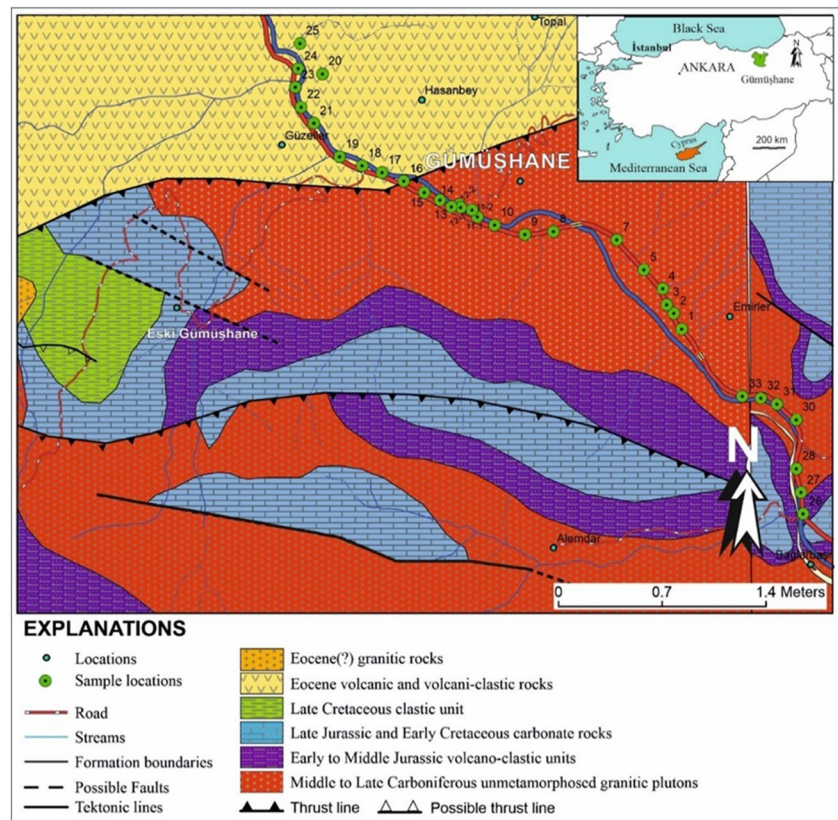 Topal
Black Sea
İstanbul
N
ANKARA
Gümüşhane
Cyprus
200 km
Mediterranean Sea
25
24
20
23
22
Hasanbey
21
Güzeller
19
18
17
GÜMÜŞHANE
16
15
14
13
11-2
11-1
10
9
8
7
5
4
3
2
1
Emirler
Eski Gümüşhane
33
32
31
30
N
28
27
26
Alemdar
0
0.7
1.4 Meters
EXPLANATIONS
Locations
Sample locations
Road
Streams
Formation boundaries
Possible Faults
Tektonic lines
Eocene(?) granitic rocks
Eocene volcanic and volcani-clastic rocks
Late Cretaceous clastic unit
Late Jurassic and Early Cretaceous carbonate rocks
Early to Middle Jurassic volcano-clastic units
Middle to Late Carboniferous unmetamorphosed granitic plutons
Thrust line
Possible thrust line